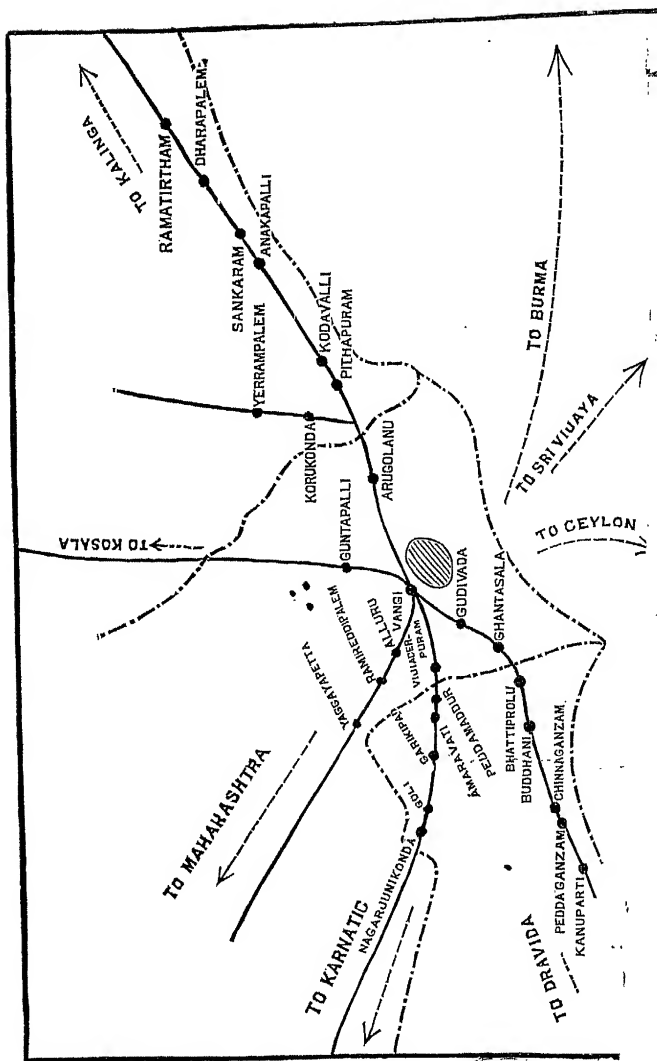 TO KALINGA
RAMATIRTHAM
DHARAPALEM
SANKARAM
ANAKAPALLI
KODAVALLI
PITHAPURAM
YERRAMPALEM
KORUKONDA
ARUGOLANU
TO BURMA
TO SRI VIJAYA
TO CEYLON
TO KOSALA
GUNTAPALLI
VANGI
GUDIVADA
GHANTASALA
ALLURU
RAMIREDDIPALEM
YAGGAYAPETTA
TO MAHARASHTRA
PURAM
PEDDAMADDUR
AMARAVATI
GARIKIPAD
GOLI
NAGARJUNIKONDA
TO KARNATIC
BHATTIPROLU
BUDDHANI
CHINNAGANZAM
PEDDAGANZAM
KANUPARTI
TO DRAVIDA